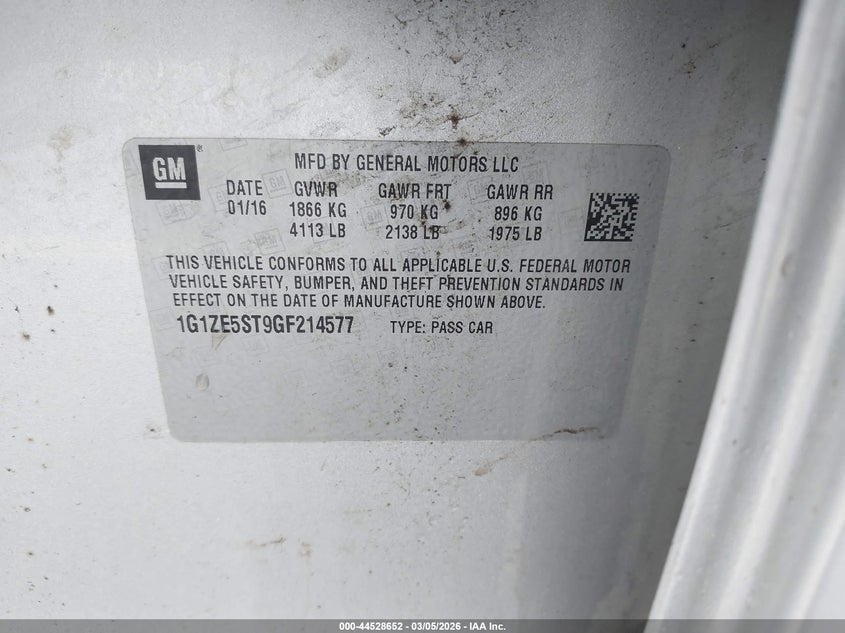 GM
MFD BY GENERAL MOTORS LLC
DATE GVWR GAWR FRT GAWR RR
01/16 1866 KG 970 KG 896 KG
4113 LB 2138 LB 1975 LB
THIS VEHICLE CONFORMS TO ALL APPLICABLE U.S. FEDERAL MOTOR
VEHICLE SAFETY, BUMPER, AND THEFT PREVENTION STANDARDS IN
EFFECT ON THE DATE OF MANUFACTURE SHOWN ABOVE.
1G1ZE5ST9GF214577 TYPE: PASS CAR
000-44528652 — 03/05/2026 - IAA Inc.